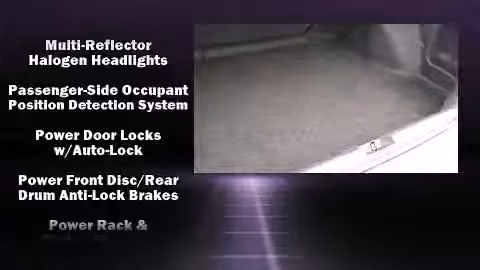 Multi-Reflector
Halogen Headlights
Passenger-Side Occupant
Position Detection System
Power Door Locks
w/Auto-Lock
Power Front Disc/Rear
Drum Anti-Lock Brakes
Power Rack &